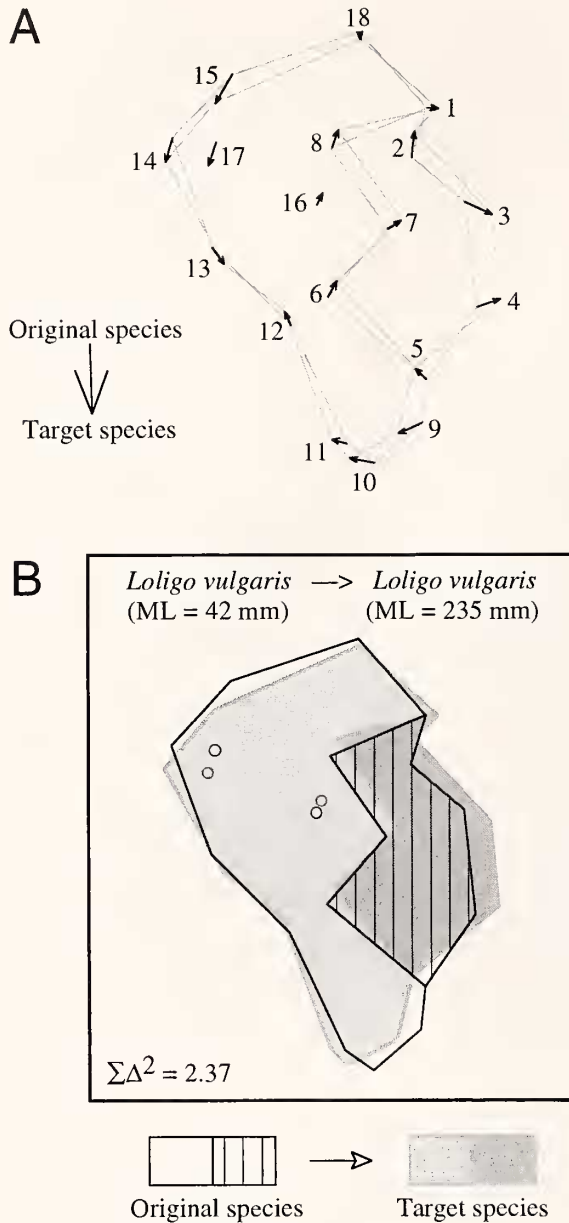 A
18
15
1
8
2
14
17
16
3
7
13
6
4
12
Original species
5
Target species
9
11
10
B
Loligo vulgaris —> Loligo vulgaris
(ML = 42 mm) (ML = 235 mm)
ΣΔ² = 2.37
Original species Target species